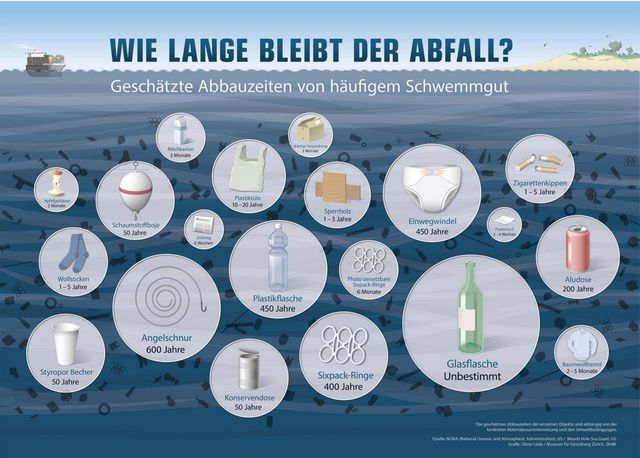 WIE LANGE BLEIBT DER ABFALL?
Geschätzte Abbauzeiten von häufigem Schwemmgut
Milchkarton
3 Monate
Karton Verpackung
2 Monate
Apfelgehäuse
2 Monate
Schaumstoffboje
50 Jahre
Plastiktüte
10 – 20 Jahre
Sperrholz
1 – 3 Jahre
Einwegwindel
450 Jahre
Zigarettenkippen
1 – 5 Jahre
Zeitung
6 Wochen
2 – 4 Wochen
Wollsocken
1 – 5 Jahre
Plastikflasche
450 Jahre
Photo-zersetzbare
Sixpack-Ringe
6 Monate
Aludose
200 Jahre
Angelschnur
600 Jahre
Glasflasche
Unbestimmt
Styropor Becher
50 Jahre
Konservendose
50 Jahre
Sixpack-Ringe
400 Jahre
Baumwollhemd
2 – 5 Monate
Die geschätzten Abbauzeiten der einzelnen Objekte sind abhängig von der
konkreten Materialzusammensetzung und den Umweltbedingungen.
Quelle: NOAA (National Oceanic and Atmospheric Administration), US / Woods Hole Sea Grant, US
Grafik: Oliver Lüde / Museum für Gestaltung Zürich, ZHdK